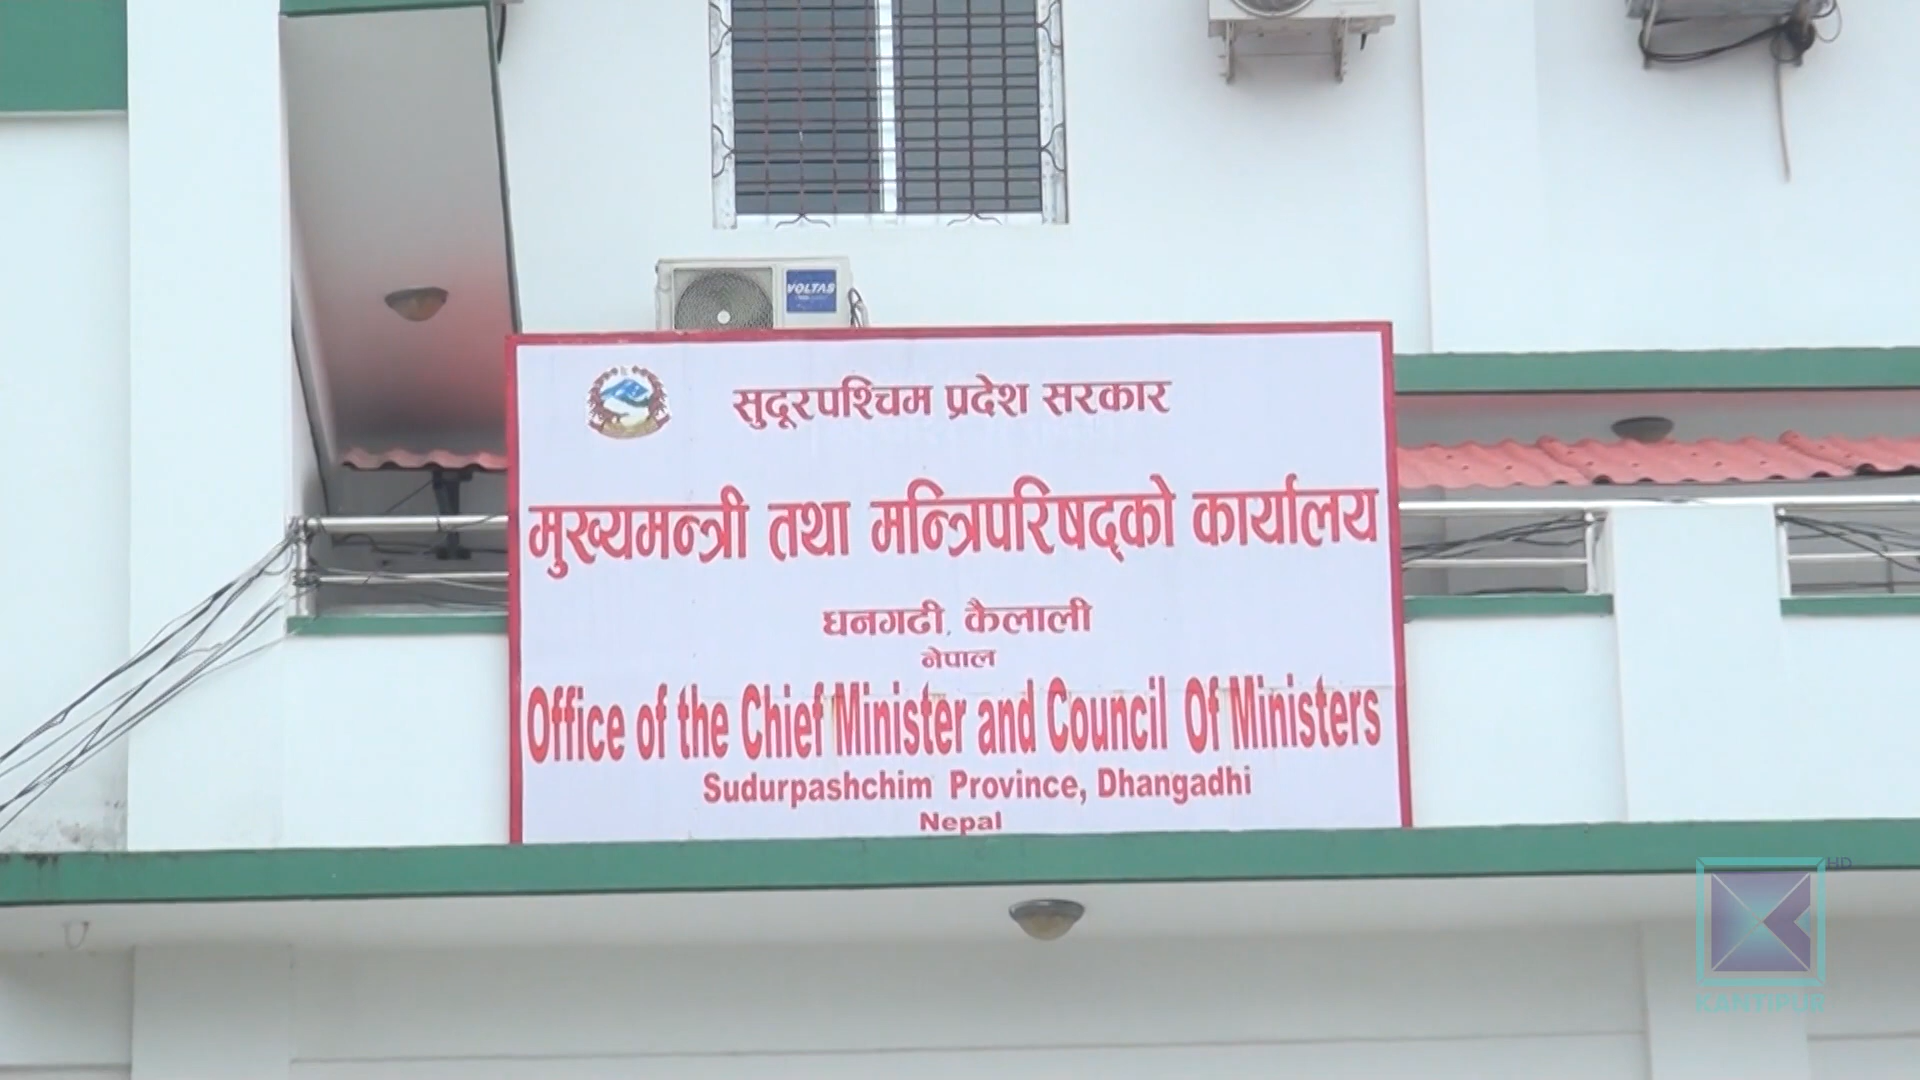 VOLTAS
सुदूरपश्चिम प्रदेश सरकार
मुख्यमन्त्री तथा मन्त्रिपरिषद्को कार्यालय
धनगढी, कैलाली
नेपाल
Office of the Chief Minister and Council Of Ministers
Sudurpashchim Province, Dhangadhi
Nepal
HD
KANTIPUR